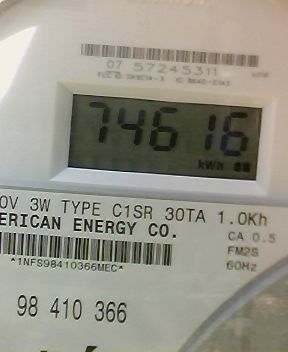 07 57245311
74616
kWh
0V 3W TYPE C1SR 30TA 1.0Kh
ERICAN ENERGY CO.
CA 0.5
FM2S
60Hz
*1NFS98410366MEC*
98 410 366